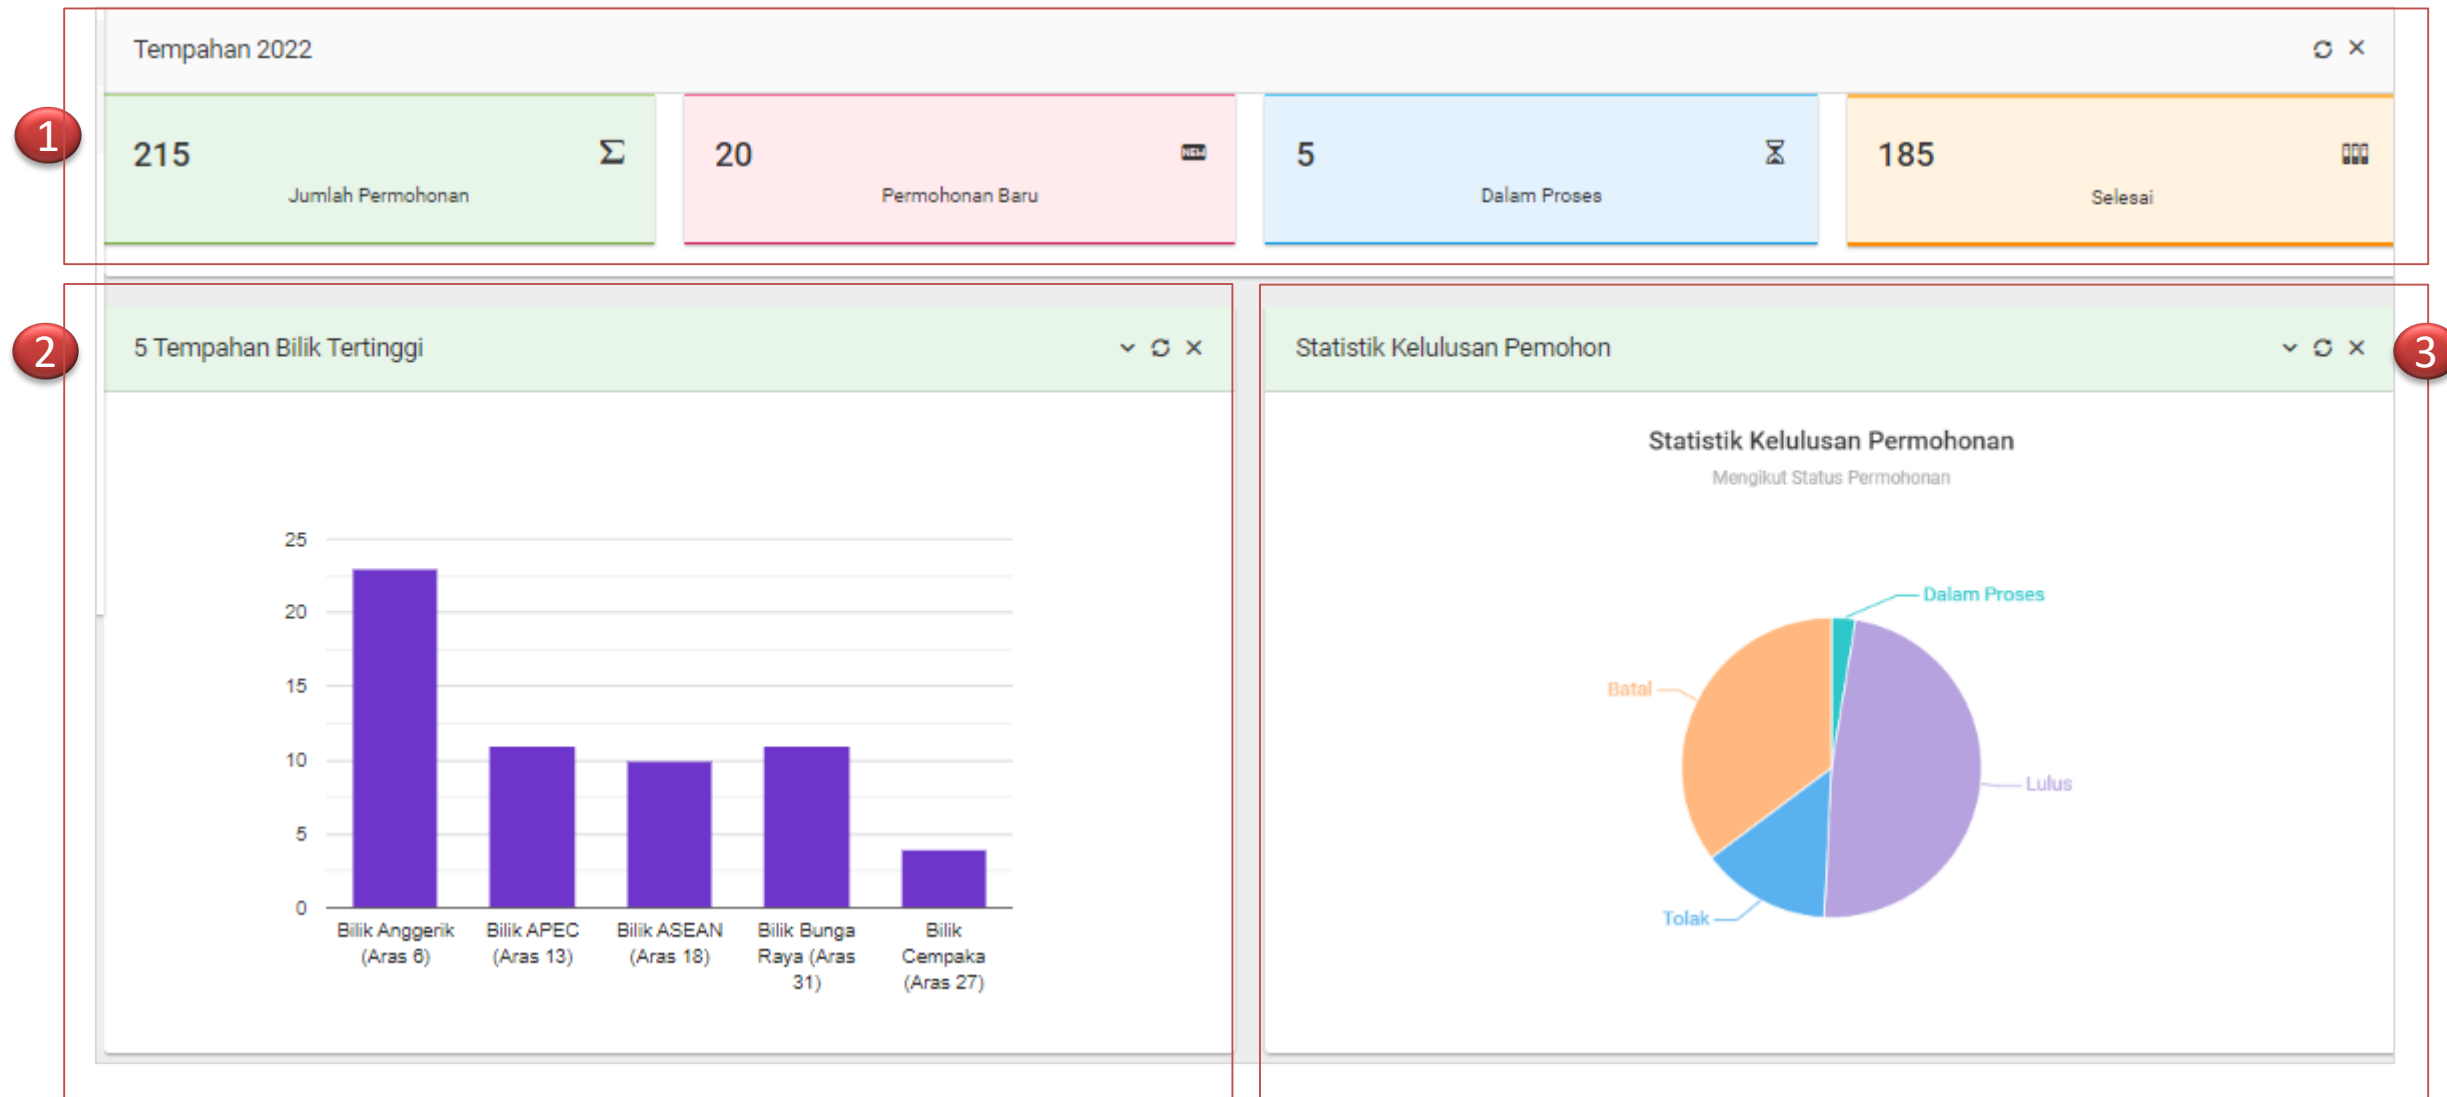 Tempahan 2022
1
215
Σ
Jumlah Permohonan
20
NEW
Permohonan Baru
5
Dalam Proses
185
Selesai
2
5 Tempahan Bilik Tertinggi
25
20
15
10
5
0
Bilik Anggerik
(Aras 6)
Bilik APEC
(Aras 13)
Bilik ASEAN
(Aras 18)
Bilik Bunga
Raya (Aras
31)
Bilik
Cempaka
(Aras 27)
Statistik Kelulusan Pemohon
3
Statistik Kelulusan Permohonan
Mengikut Status Permohonan
Dalam Proses
Batal
Lulus
Tolak